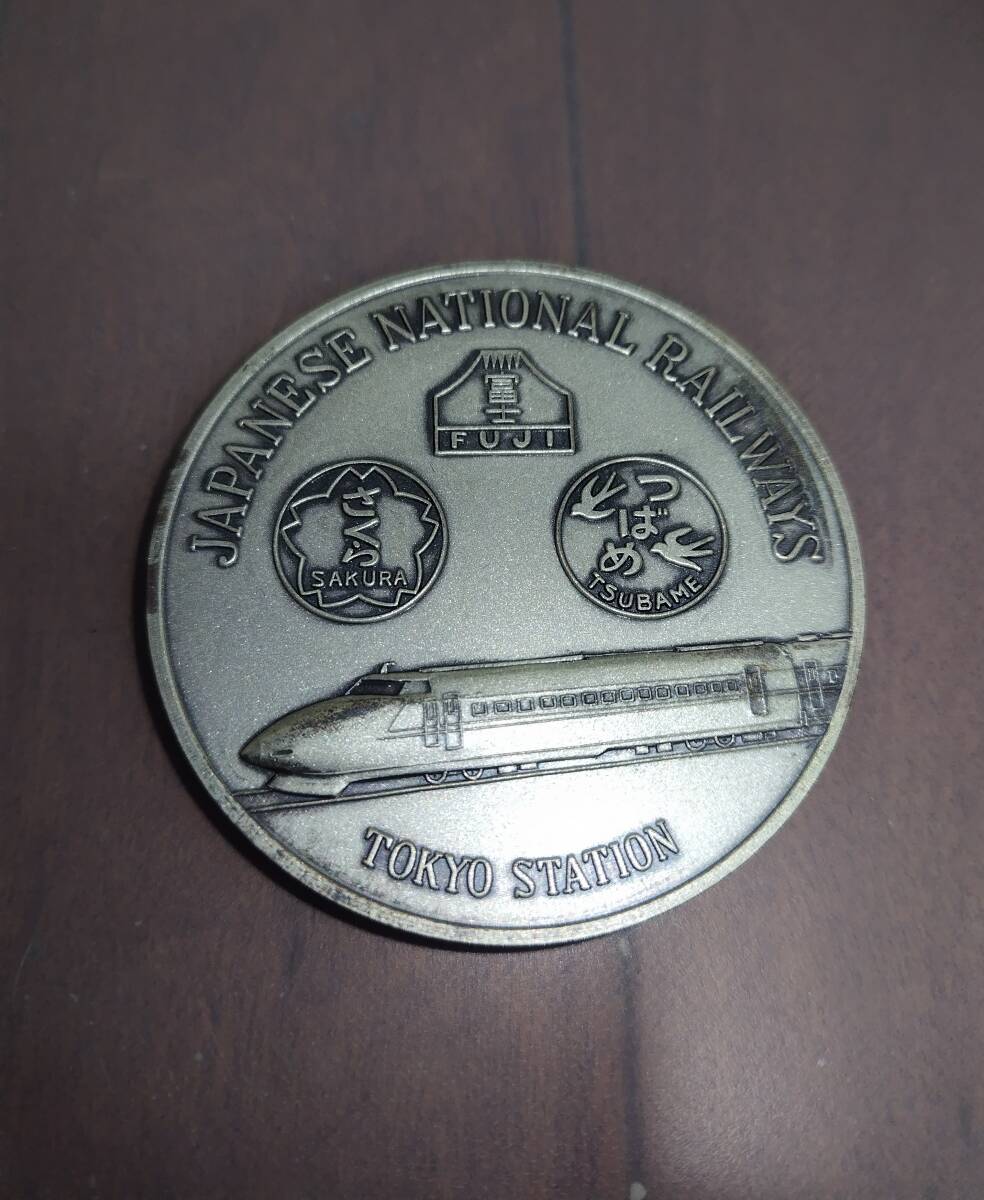 JAPANESE NATIONAL RAILWAYS
富士
FUJI
さくら
SAKURA
つばめ
TSUBAME
TOKYO STATION